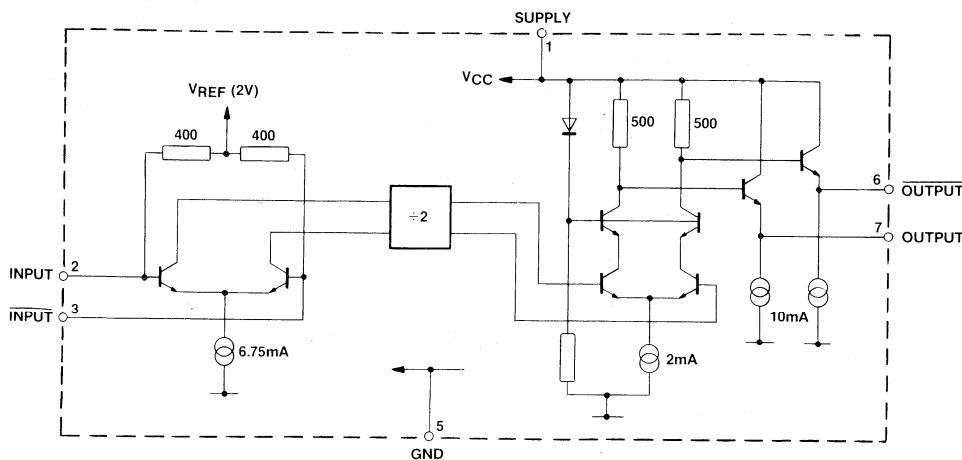 SUPPLY
1
VCC
VREF (2V)
400 400
500 500
÷2
6 OUTPUT
7 OUTPUT
INPUT 2
INPUT 3
6.75mA
2mA
10mA
5
GND